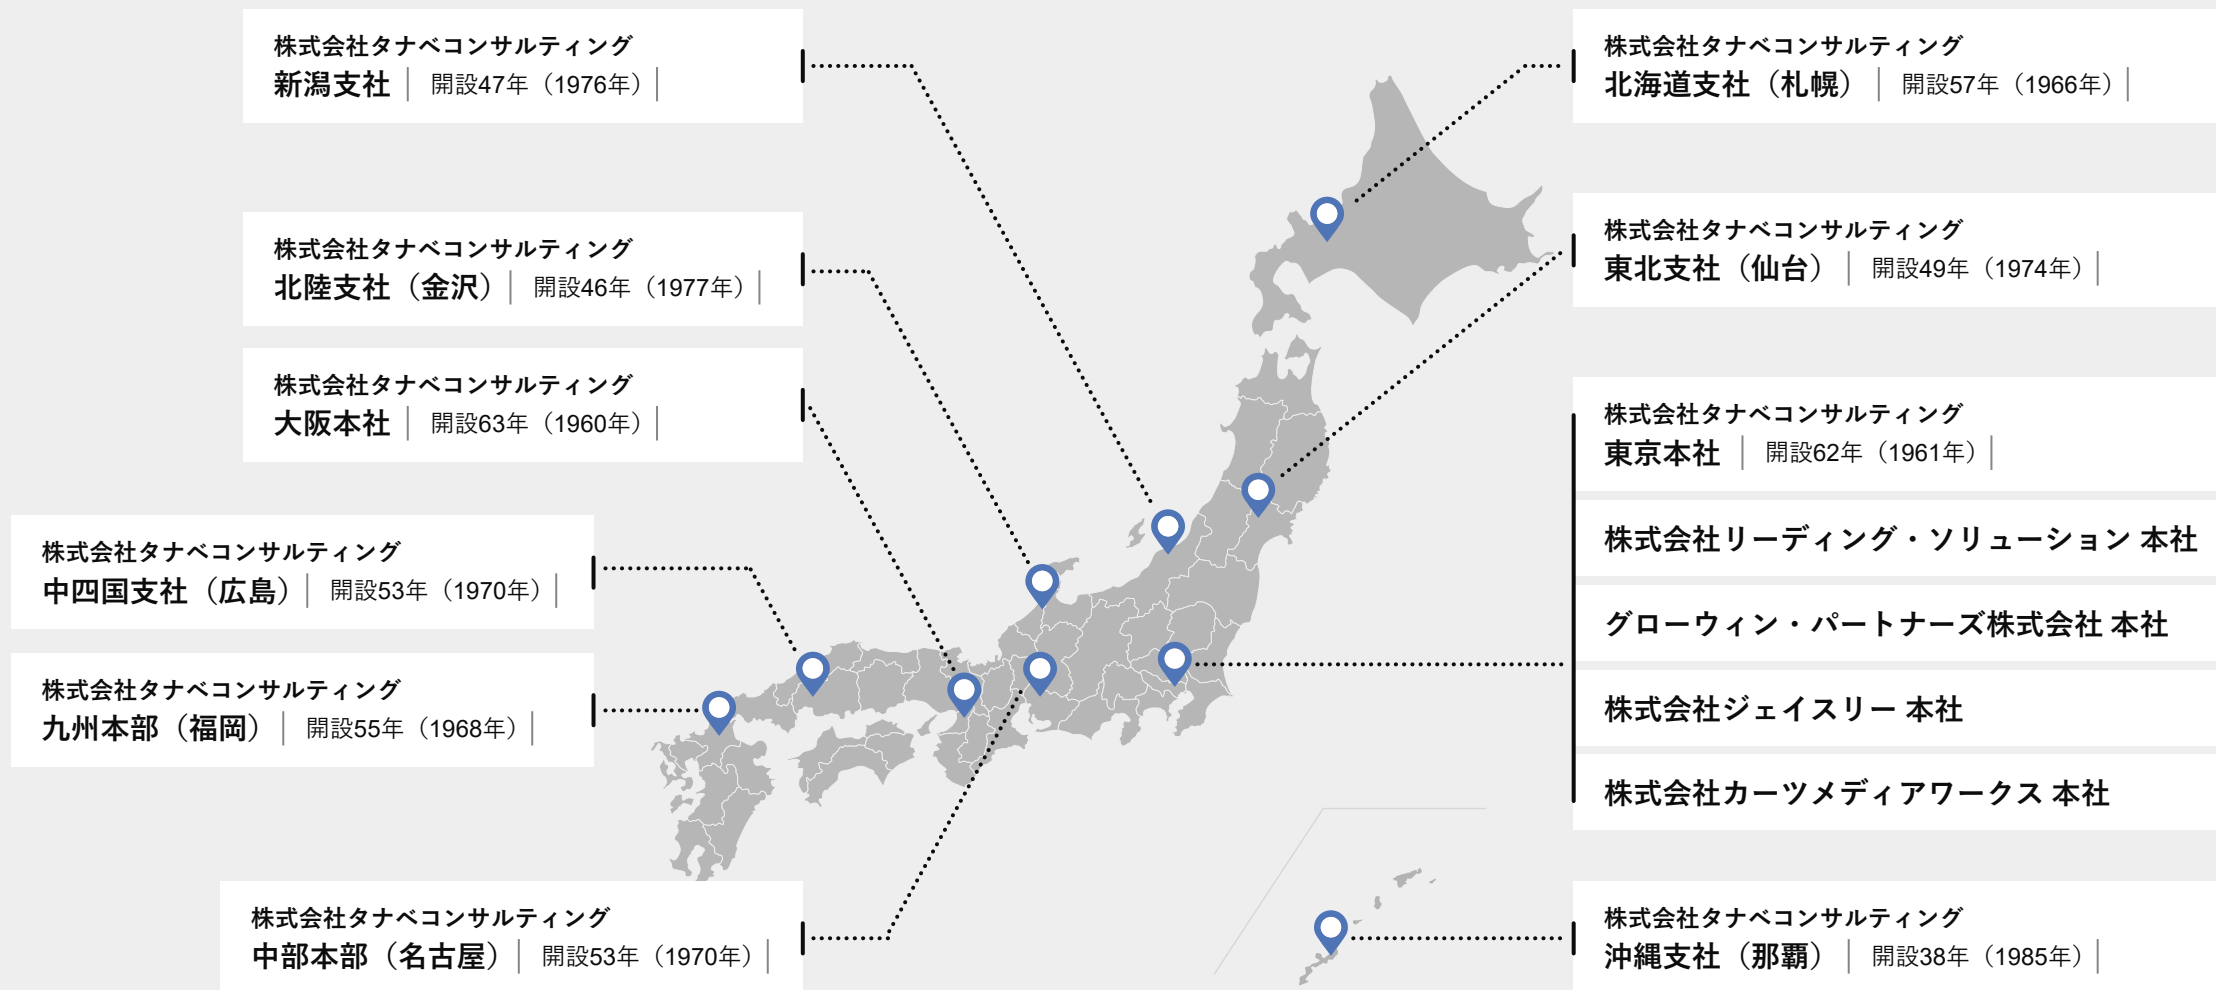 株式会社タナベコンサルティング
新潟支社 | 開設47年（1976年）|
株式会社タナベコンサルティング
北陸支社（金沢）| 開設46年（1977年）|
株式会社タナベコンサルティング
大阪本社 | 開設63年（1960年）|
株式会社タナベコンサルティング
中四国支社（広島）| 開設53年（1970年）|
株式会社タナベコンサルティング
九州本部（福岡）| 開設55年（1968年）|
株式会社タナベコンサルティング
中部本部（名古屋）| 開設53年（1970年）|
株式会社タナベコンサルティング
北海道支社（札幌）| 開設57年（1966年）|
株式会社タナベコンサルティング
東北支社（仙台）| 開設49年（1974年）|
株式会社タナベコンサルティング
東京本社 | 開設62年（1961年）|
株式会社リーディング・ソリューション 本社
グローウィン・パートナーズ株式会社 本社
株式会社ジェイスリー 本社
株式会社カーツメディアワークス 本社
株式会社タナベコンサルティング
沖縄支社（那覇）| 開設38年（1985年）|